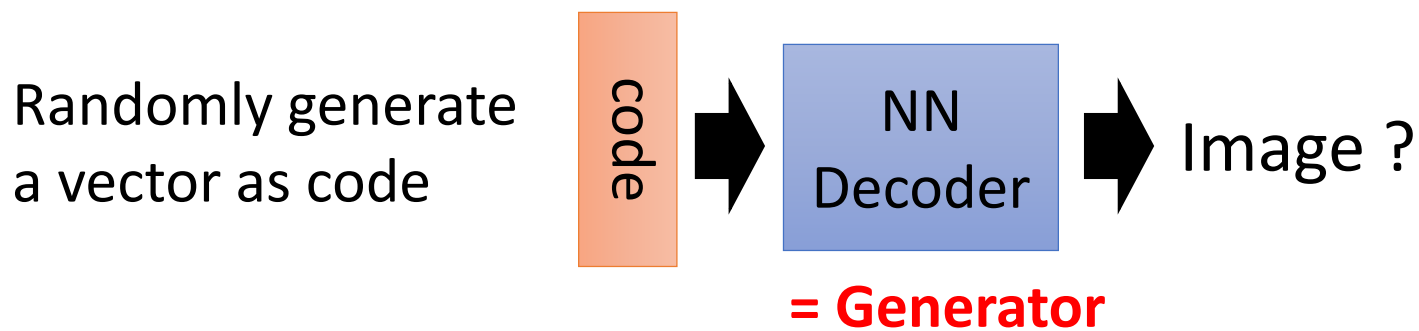 Randomly generate
a vector as code
code
NN
Decoder
= Generator
Image ?